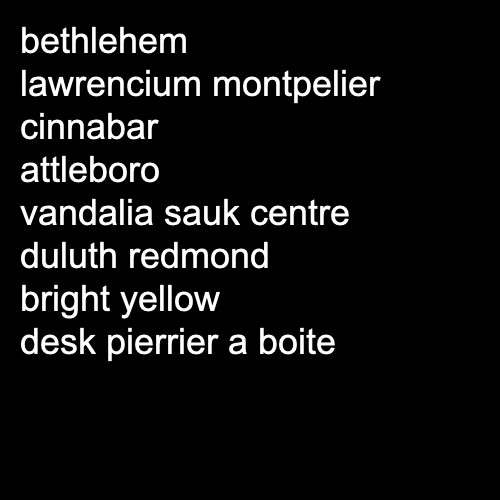 bethlehem
lawrencium montpelier
cinnabar
attleboro
vandalia sauk centre
duluth redmond
bright yellow
desk pierrier a boite